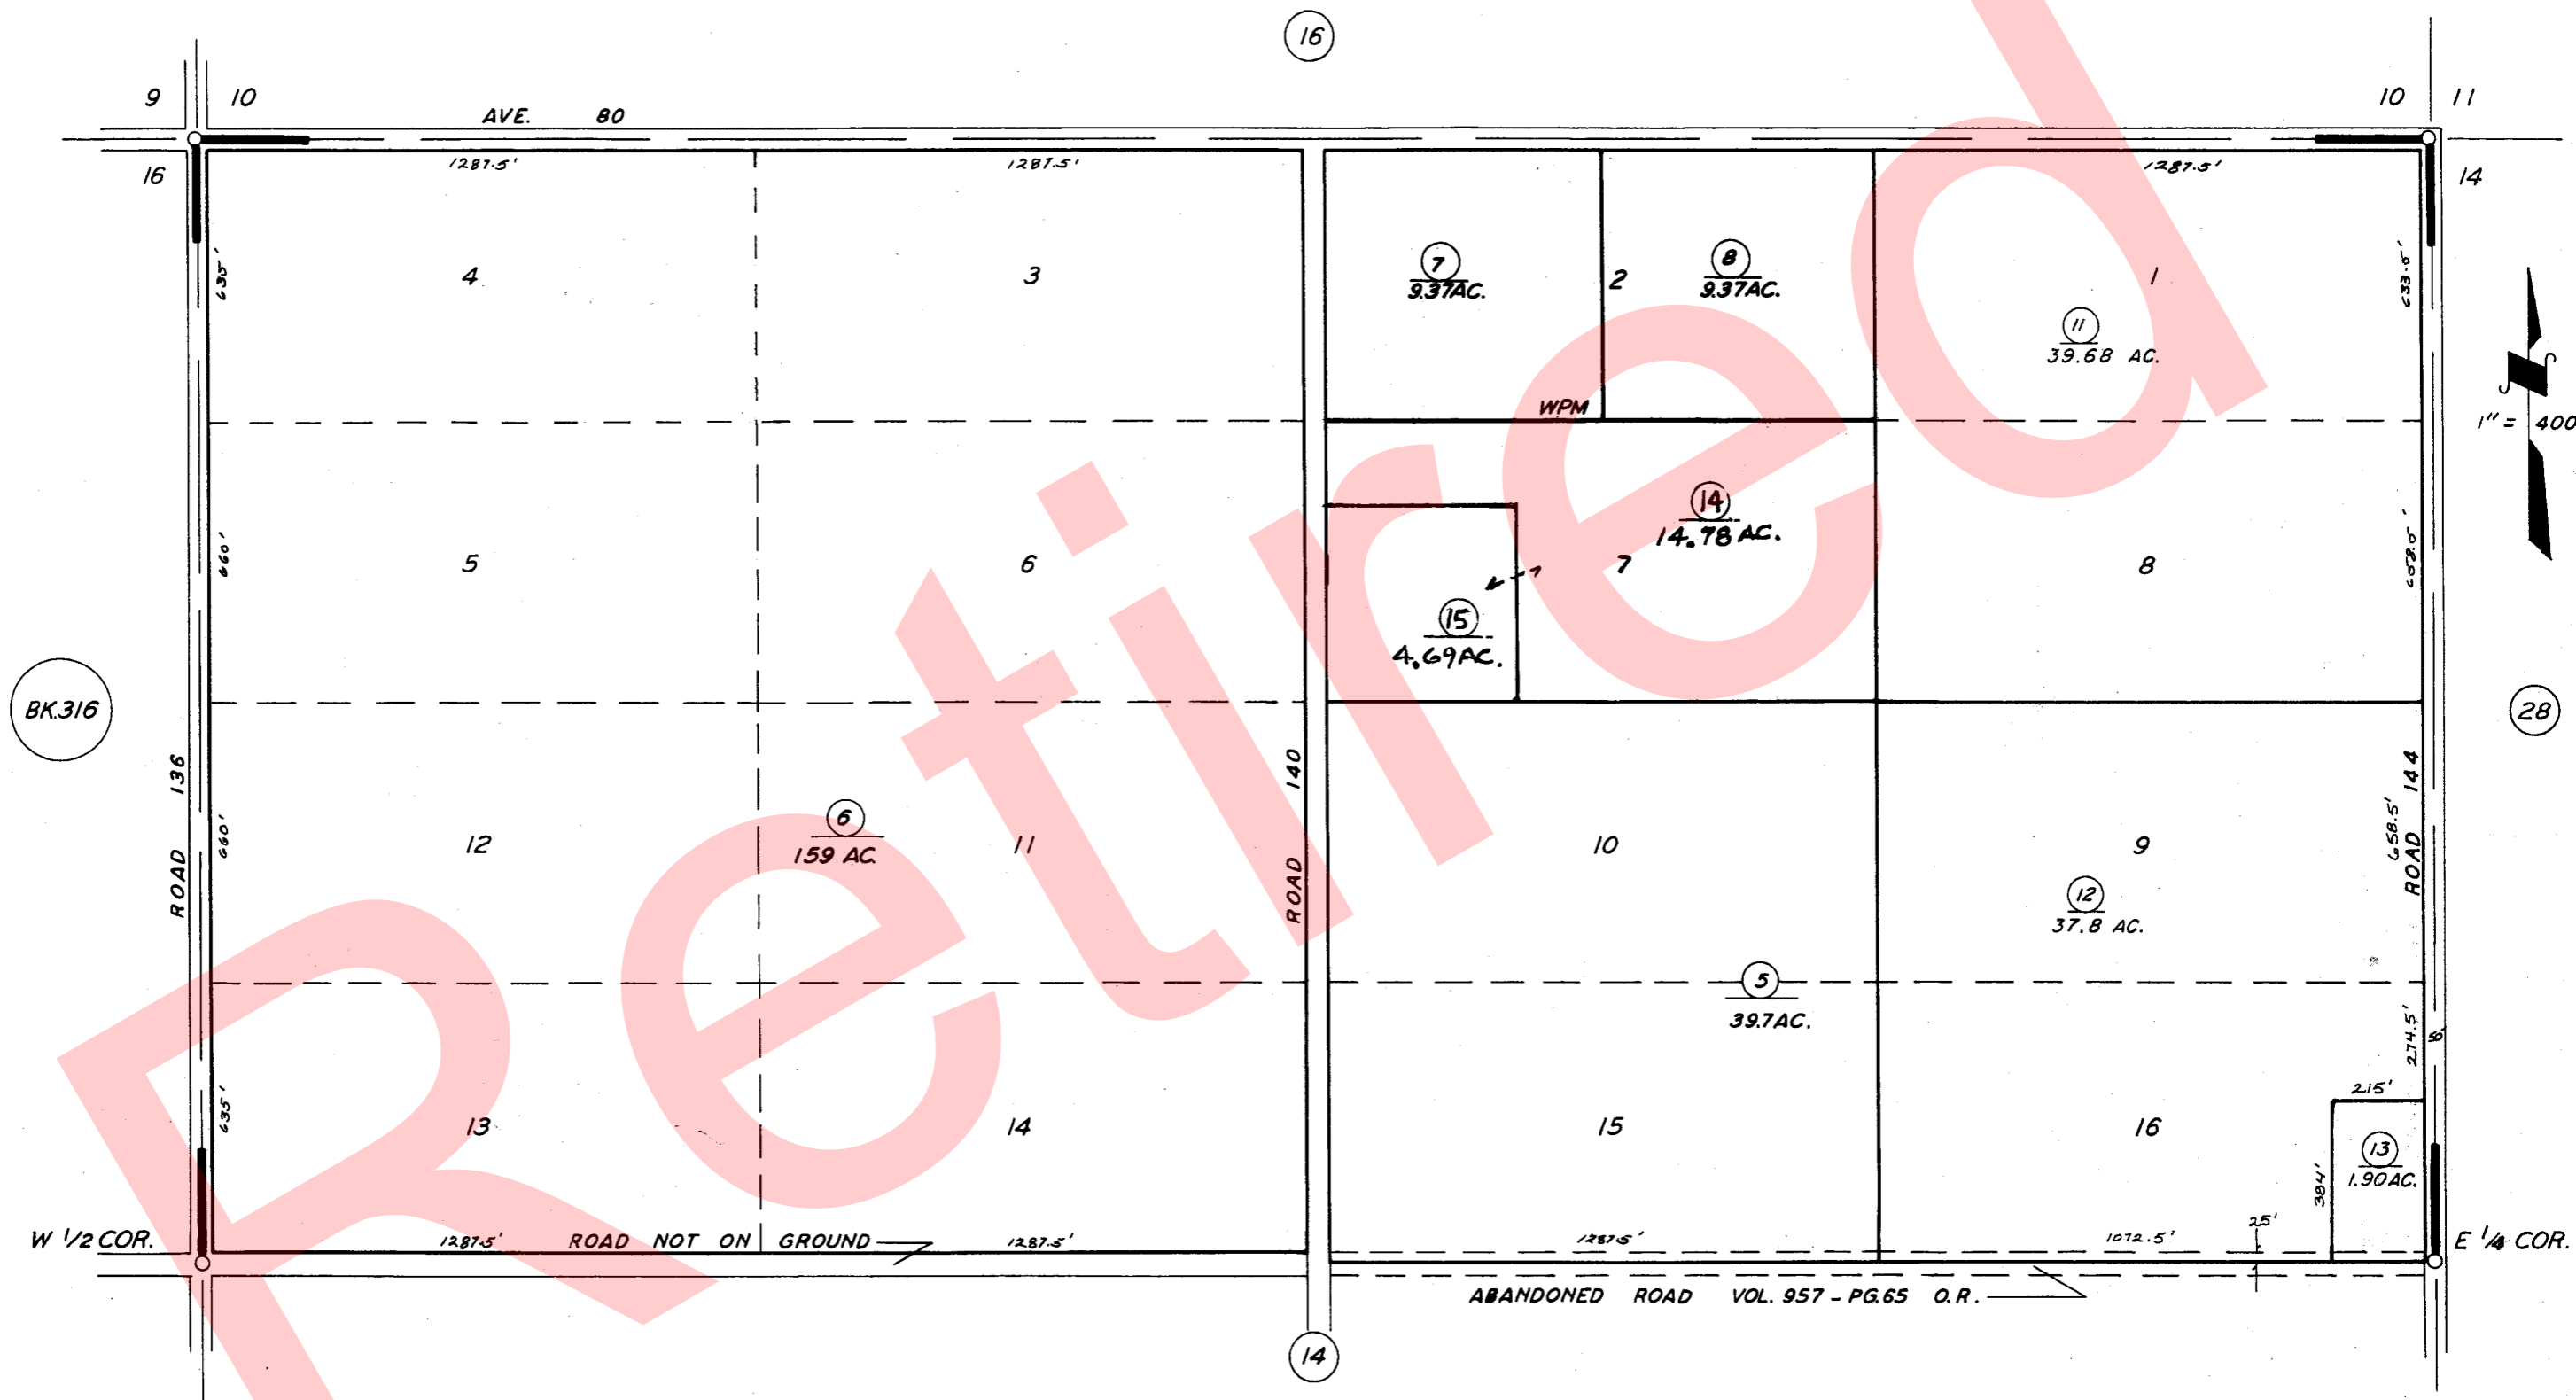 16
9 10
AVE. 80
10 11
16
1287.5'
1287.5'
1287.5'
14
635'
4
3
7
9.37AC.
2
8
9.37AC.
1
633.5'
11
39.68 AC.
WPM
1" = 400
660'
5
6
14
14.78 AC.
7
8
658.5'
15
4.69AC.
BK.316
28
ROAD 136
ROAD 140
ROAD 144
660'
12
6
159 AC.
11
10
9
658.5'
12
37.8 AC.
5
39.7AC.
274.5'
50'
635'
13
14
15
16
215'
13
1.90AC.
384'
W 1/2 COR.
1287.5'
ROAD NOT ON GROUND
1287.5'
1287.5'
1072.5'
25'
E 1/4 COR.
ABANDONED ROAD VOL. 957 - PG.65 O.R.
14
Retired